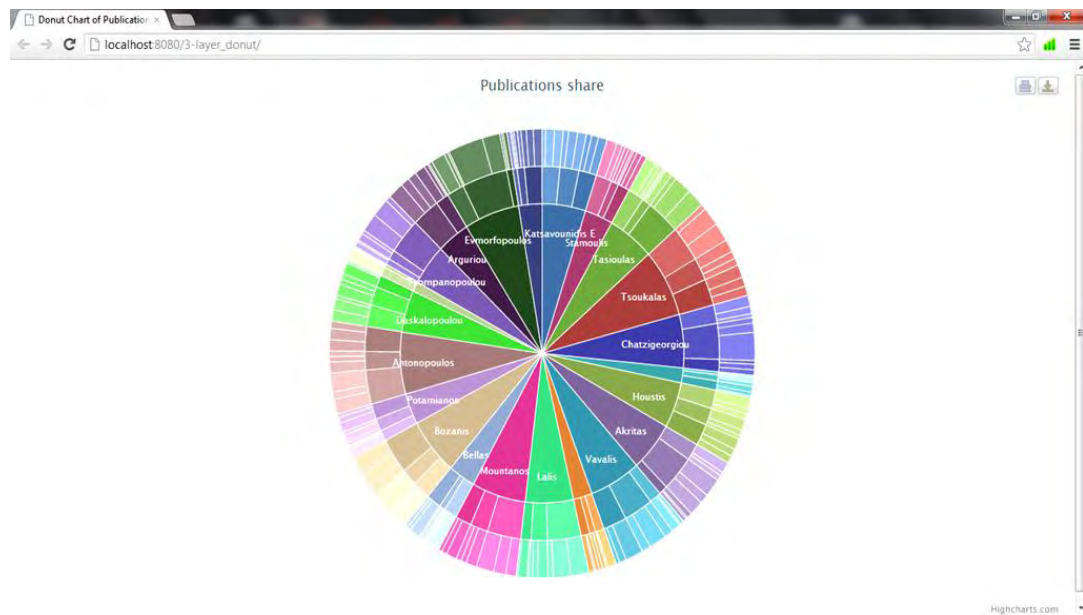 Donut Chart of Publication
localhost:8080/3-layer_donut/
Publications share
Katsavounidis E
Stamoulis
Evmorfopoulos
Tasioulas
Arguriou
Tsompanopoulou
Tsoukalas
Daskalopoulou
Chatzigeorgiou
Antonopoulos
Houstis
Potamianos
Akritas
Bozanis
Bellas
Vavalis
Mountanos
Lalis
Highcharts.com